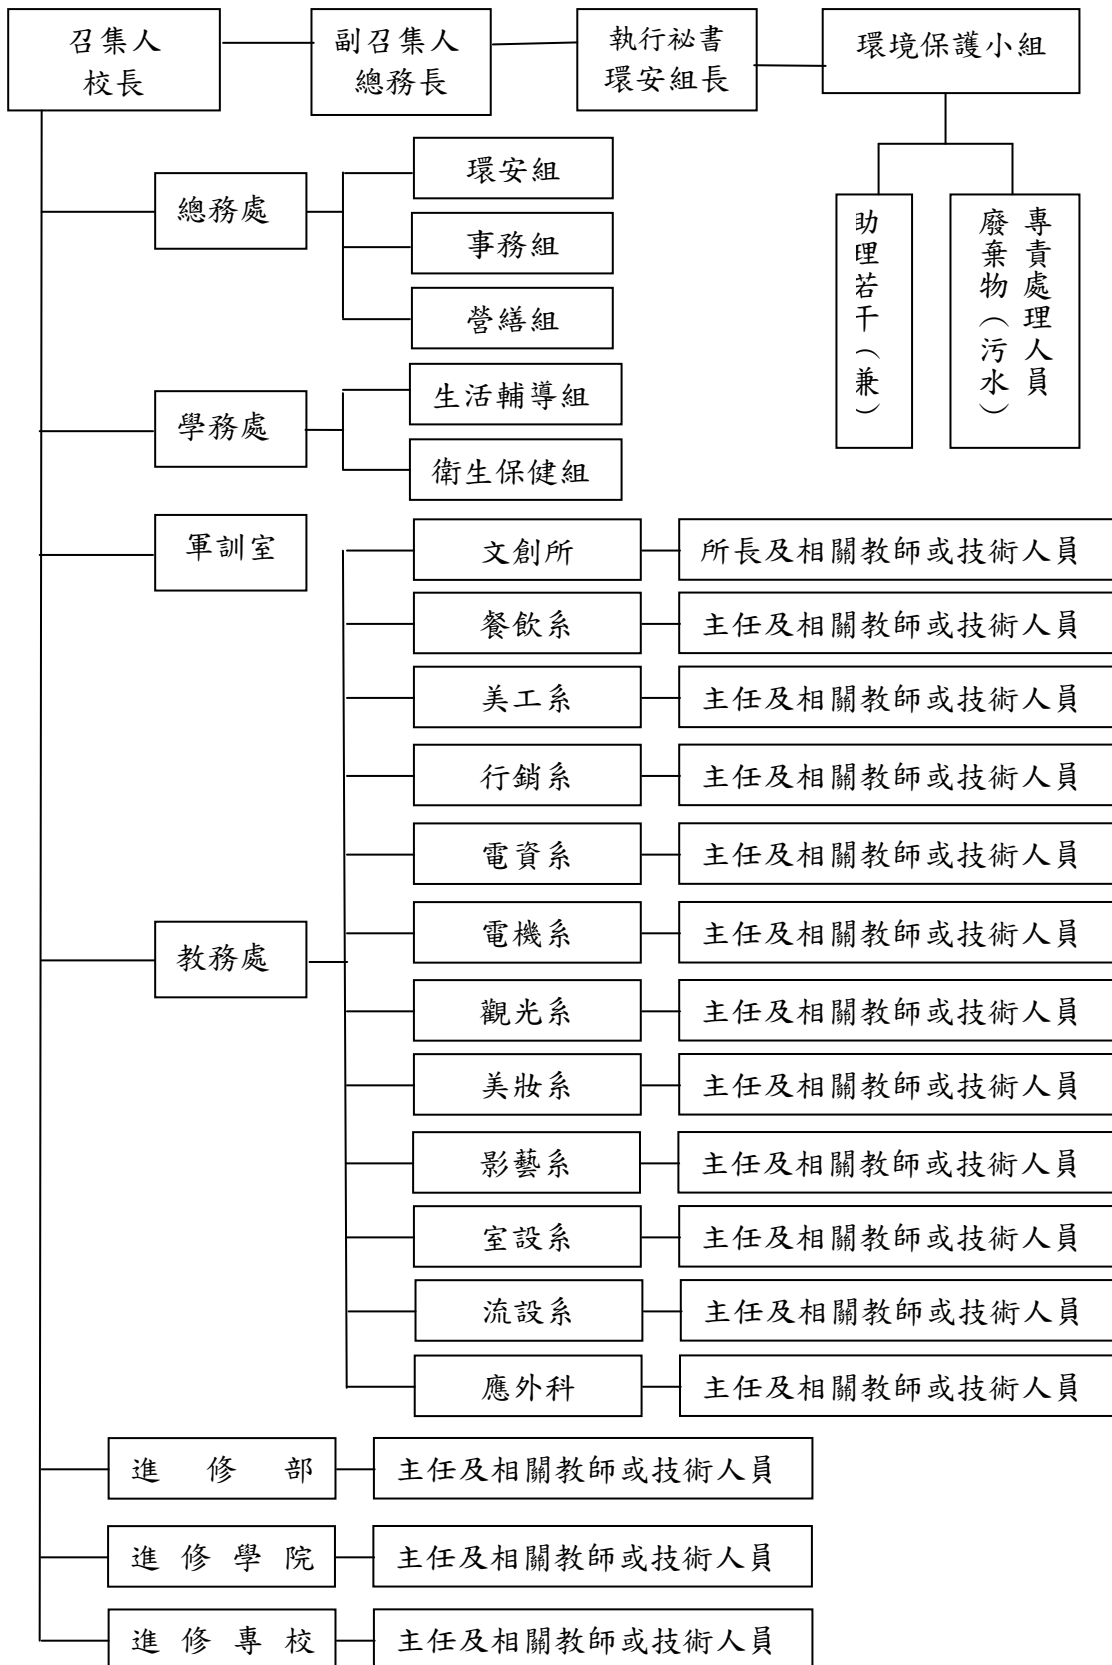 召集人
校長
副召集人
總務長
執行祕書
環安組長
環境保護小組
助理若干（兼）
專責處理人員
廢棄物（污水）
總務處
環安組
事務組
營繕組
學務處
生活輔導組
衛生保健組
軍訓室
教務處
文創所
所長及相關教師或技術人員
餐飲系
主任及相關教師或技術人員
美工系
主任及相關教師或技術人員
行銷系
主任及相關教師或技術人員
電資系
主任及相關教師或技術人員
電機系
主任及相關教師或技術人員
觀光系
主任及相關教師或技術人員
美妝系
主任及相關教師或技術人員
影藝系
主任及相關教師或技術人員
室設系
主任及相關教師或技術人員
流設系
主任及相關教師或技術人員
應外科
主任及相關教師或技術人員
進修部
主任及相關教師或技術人員
進修學院
主任及相關教師或技術人員
進修專校
主任及相關教師或技術人員